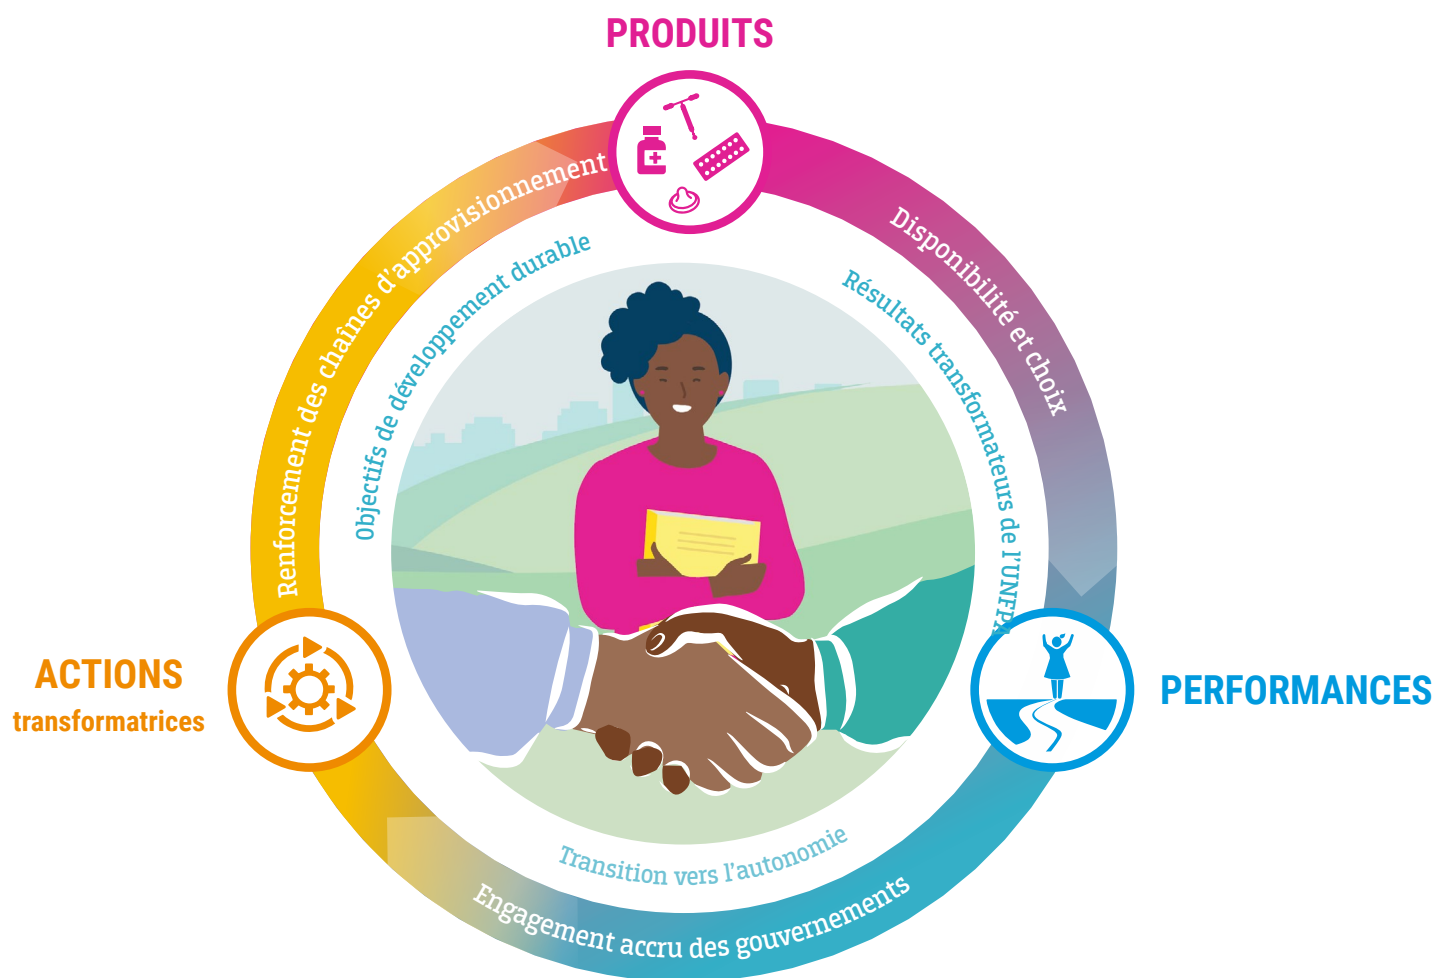 PRODUITS
Renforcement des chaînes d'approvisionnement
Disponibilité et choix
Objectifs de développement durable
Résultats transformateurs de l'UNFPA
ACTIONS
transformatrices
PERFORMANCES
Transition vers l'autonomie
Engagement accru des gouvernements